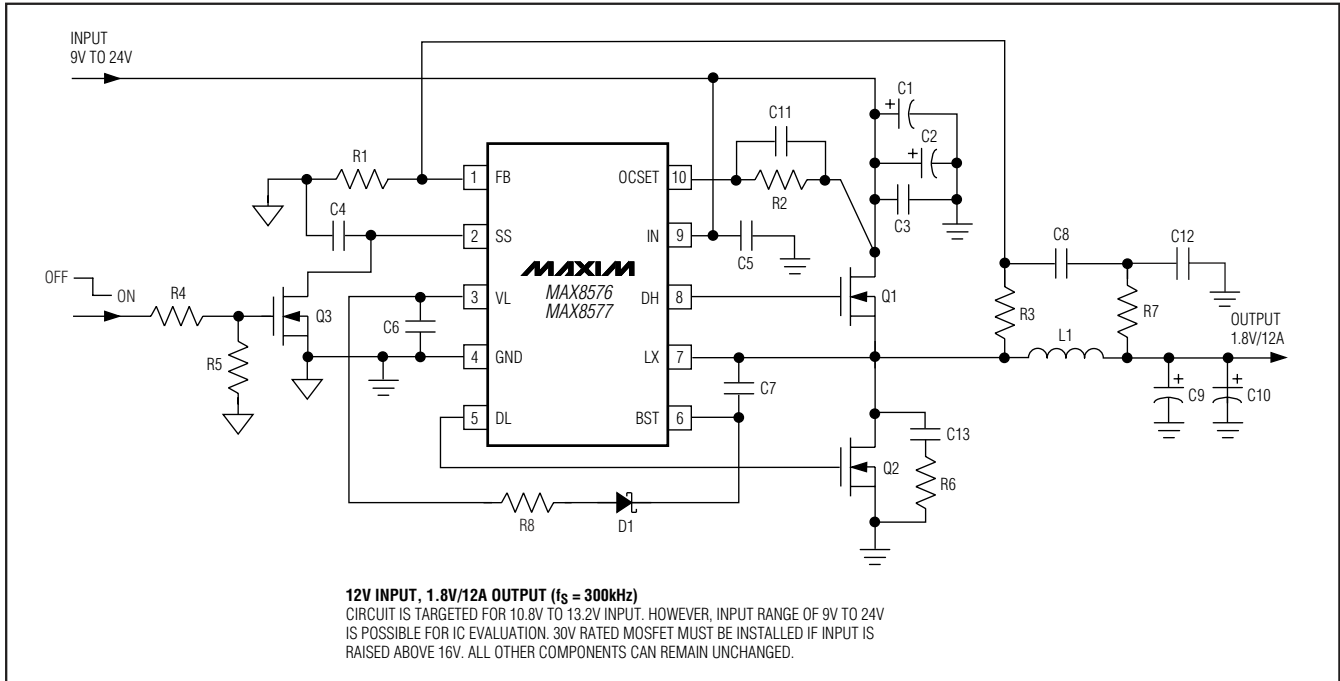 INPUT
9V TO 24V
C1
C11
C2
R1
1 FB
OCSET 10
R2
C4
C3
2 SS
IN 9
C8
C12
C5
MAXIM
OFF
ON
R4
MAX8576
MAX8577
Q3
3 VL
DH 8
Q1
R3
R7
C6
OUTPUT
1.8V/12A
R5
L1
4 GND
LX 7
C7
C9
C10
5 DL
BST 6
C13
Q2
R6
R8
D1
12V INPUT, 1.8V/12A OUTPUT (fS = 300kHz)
CIRCUIT IS TARGETED FOR 10.8V TO 13.2V INPUT. HOWEVER, INPUT RANGE OF 9V TO 24V
IS POSSIBLE FOR IC EVALUATION. 30V RATED MOSFET MUST BE INSTALLED IF INPUT IS
RAISED ABOVE 16V. ALL OTHER COMPONENTS CAN REMAIN UNCHANGED.